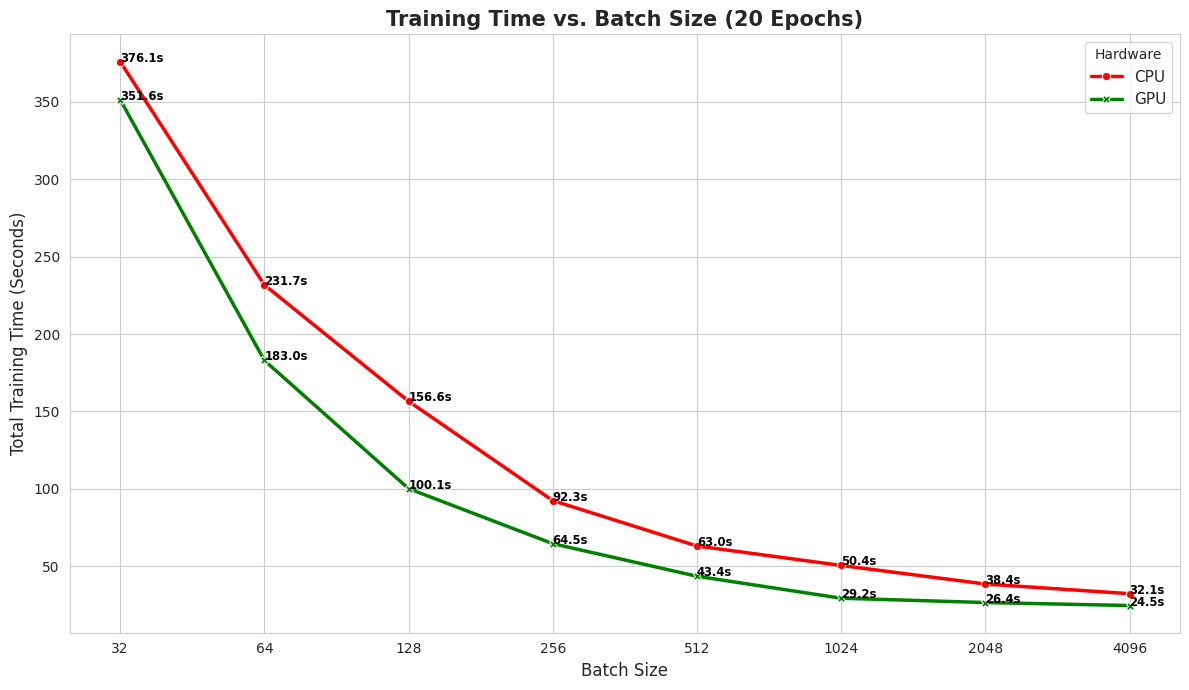 Training Time vs. Batch Size (20 Epochs)
Hardware
CPU
GPU
Total Training Time (Seconds)
350
300
250
200
150
100
50
376.1s
351.6s
231.7s
183.0s
156.6s
100.1s
92.3s
64.5s
63.0s
43.4s
50.4s
29.2s
38.4s
26.4s
32.1s
24.5s
32 64 128 256 512 1024 2048 4096
Batch Size